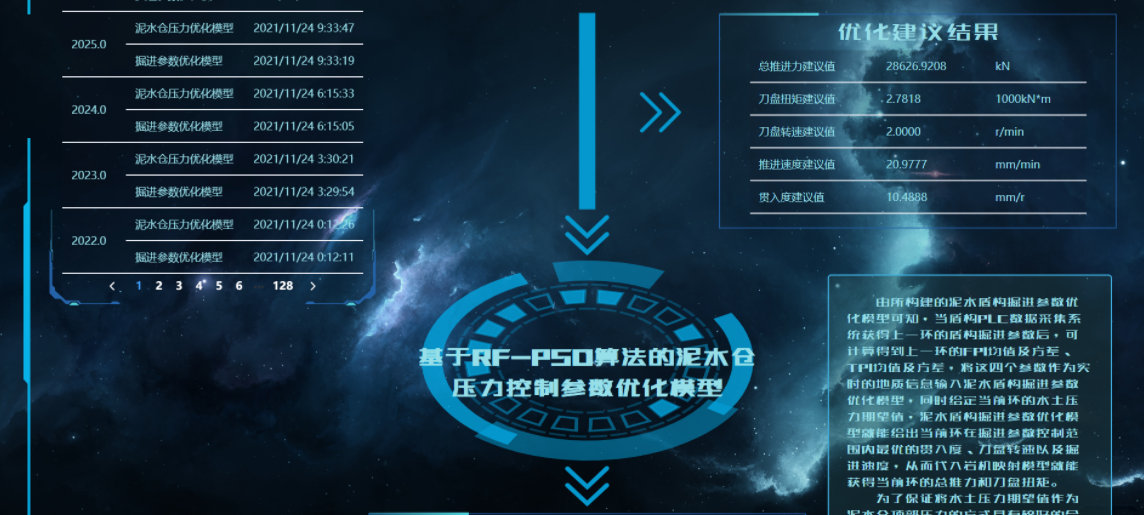 2025.0
泥水仓压力优化模型 2021/11/24 9:33:47
掘进参数优化模型 2021/11/24 9:33:19
2024.0
泥水仓压力优化模型 2021/11/24 6:15:33
掘进参数优化模型 2021/11/24 6:15:05
2023.0
泥水仓压力优化模型 2021/11/24 3:30:21
掘进参数优化模型 2021/11/24 3:29:54
2022.0
泥水仓压力优化模型 2021/11/24 0:12:26
掘进参数优化模型 2021/11/24 0:12:11
1 2 3 4 5 6 ... 128
基于RF-PSO算法的泥水仓
压力控制参数优化模型
优化建议结果
总推进力建议值 28626.9208 kN
刀盘扭矩建议值 2.7818 1000kN*m
刀盘转速建议值 2.0000 r/min
推进速度建议值 20.9777 mm/min
贯入度建议值 10.4888 mm/r
由所构建的泥水盾构掘进参数优
化模型可知，当盾构PLC数据采集系
统获得上一环的盾构掘进参数后，可
计算得到上一环的FPI均值及方差、
TPI均值及方差，将这四个参数作为实
时的地质信息输入泥水盾构掘进参数
优化模型，同时给定当前环的水土压
力期望值，泥水盾构掘进参数优化模
型就能给出当前环在掘进参数控制范
围内最优的贯入度、刀盘转速以及掘
进速度，从而代入岩机映射模型就能
获得当前环的总推力和刀盘扭矩。
为了保证将水土压力期望值作为